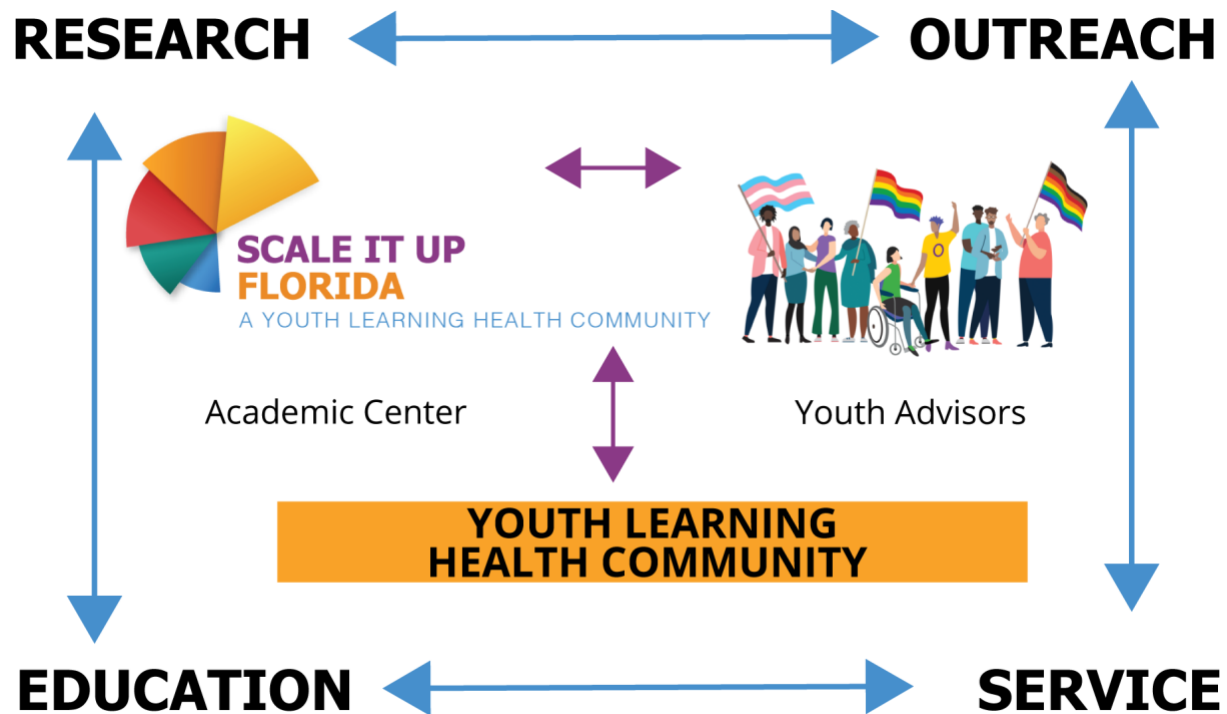 RESEARCH
OUTREACH
SCALE IT UP
FLORIDA
A YOUTH LEARNING HEALTH COMMUNITY
Academic Center
Youth Advisors
YOUTH LEARNING
HEALTH COMMUNITY
EDUCATION
SERVICE